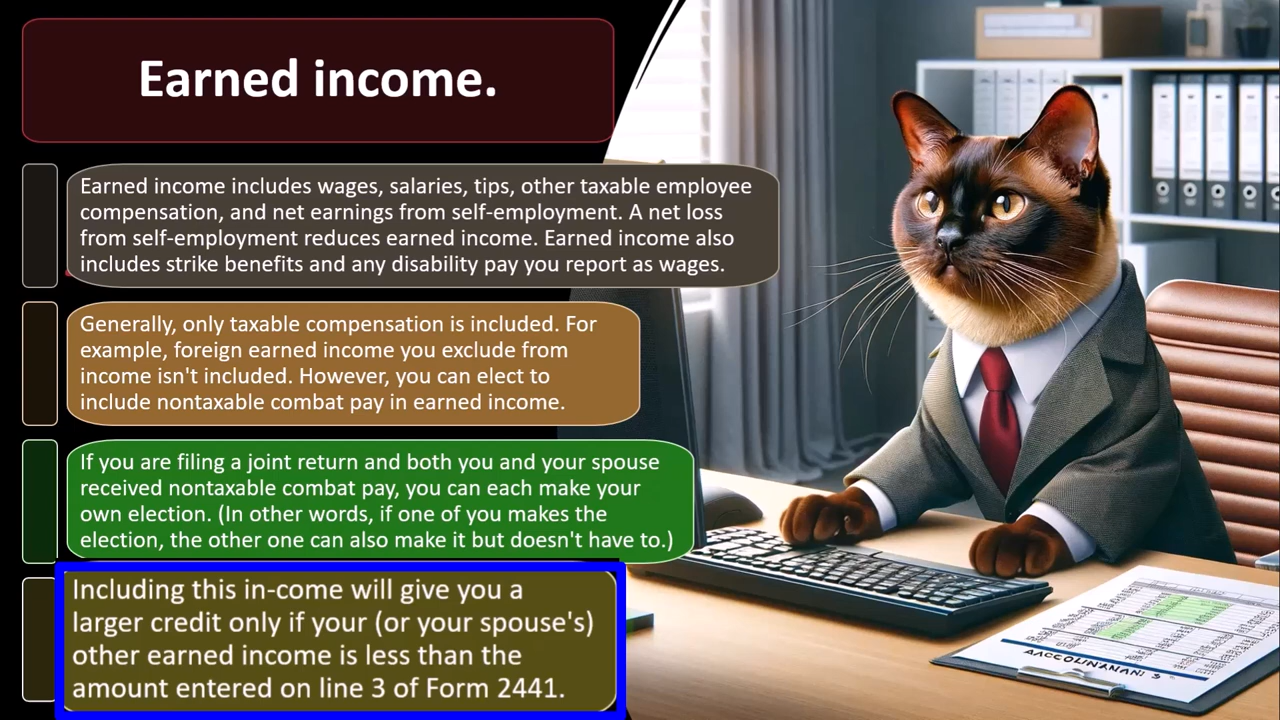 Earned income.
Earned income includes wages, salaries, tips, other taxable employee
compensation, and net earnings from self-employment. A net loss
from self-employment reduces earned income. Earned income also
includes strike benefits and any disability pay you report as wages.
Generally, only taxable compensation is included. For
example, foreign earned income you exclude from
income isn't included. However, you can elect to
include nontaxable combat pay in earned income.
If you are filing a joint return and both you and your spouse
received nontaxable combat pay, you can each make your
own election. (In other words, if one of you makes the
election, the other one can also make it but doesn't have to.)
Including this in-come will give you a
larger credit only if your (or your spouse's)
other earned income is less than the
amount entered on line 3 of Form 2441.